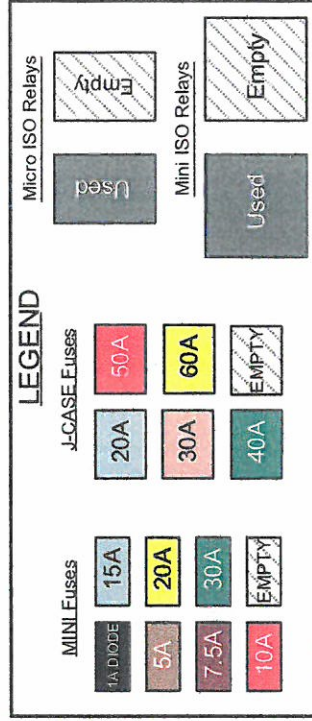 LEGEND
MINI Fuses
1A DIODE 15A
5A 20A
7.5A 30A
10A EMPTY
J-CASE Fuses
20A 50A
30A 60A
40A EMPTY
Micro ISO Relays
Used Empty
Mini ISO Relays
Used Empty